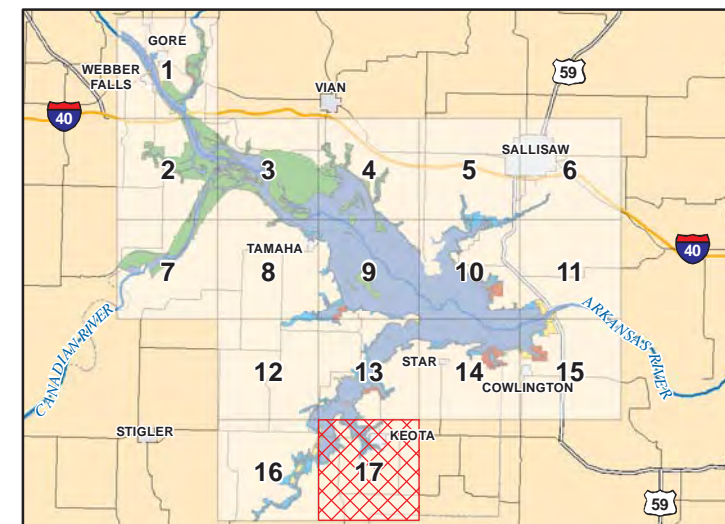 GORE
1
WEBBER
FALLS
59
VIAN
40
SALLISAW
2
3
4
5
6
TAMAHA
7
8
9
10
11
40
CANADIAN RIVER
ARKANSAS RIVER
STAR
12
13
14
15
COWLINGTON
STIGLER
KEOTA
16
17
59